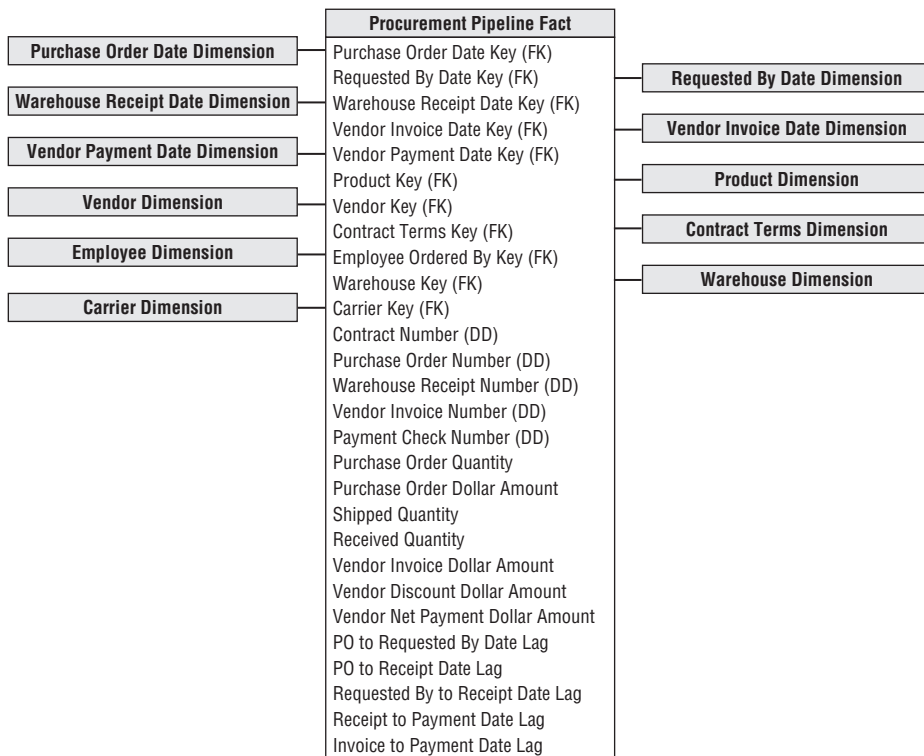 Procurement Pipeline Fact
Purchase Order Date Key (FK)
Requested By Date Key (FK)
Warehouse Receipt Date Key (FK)
Vendor Invoice Date Key (FK)
Vendor Payment Date Key (FK)
Product Key (FK)
Vendor Key (FK)
Contract Terms Key (FK)
Employee Ordered By Key (FK)
Warehouse Key (FK)
Carrier Key (FK)
Contract Number (DD)
Purchase Order Number (DD)
Warehouse Receipt Number (DD)
Vendor Invoice Number (DD)
Payment Check Number (DD)
Purchase Order Quantity
Purchase Order Dollar Amount
Shipped Quantity
Received Quantity
Vendor Invoice Dollar Amount
Vendor Discount Dollar Amount
Vendor Net Payment Dollar Amount
PO to Requested By Date Lag
PO to Receipt Date Lag
Requested By to Receipt Date Lag
Receipt to Payment Date Lag
Invoice to Payment Date Lag
Purchase Order Date Dimension
Warehouse Receipt Date Dimension
Vendor Payment Date Dimension
Vendor Dimension
Employee Dimension
Carrier Dimension
Requested By Date Dimension
Vendor Invoice Date Dimension
Product Dimension
Contract Terms Dimension
Warehouse Dimension